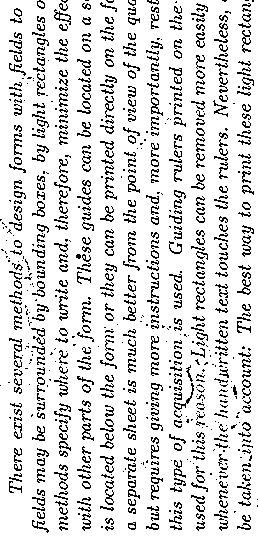 There exist several methods to design forms with fields to
fields may be surrounded by bounding boxes, by light rectangles o
methods specify where to write and, therefore, minimize the effec
with other parts of the form. These guides can be located on a s
is located below the form or they can be printed directly on the fo
a separate sheet is much better from the point of view of the qua
but requires giving more instructions and, more importantly, rest
this type of acquisition is used. Guiding rulers printed on the
used for this reason. Light rectangles can be removed more easily
whenever the handwritten text touches the rulers. Nevertheless,
be taken into account: The best way to print these light rectang